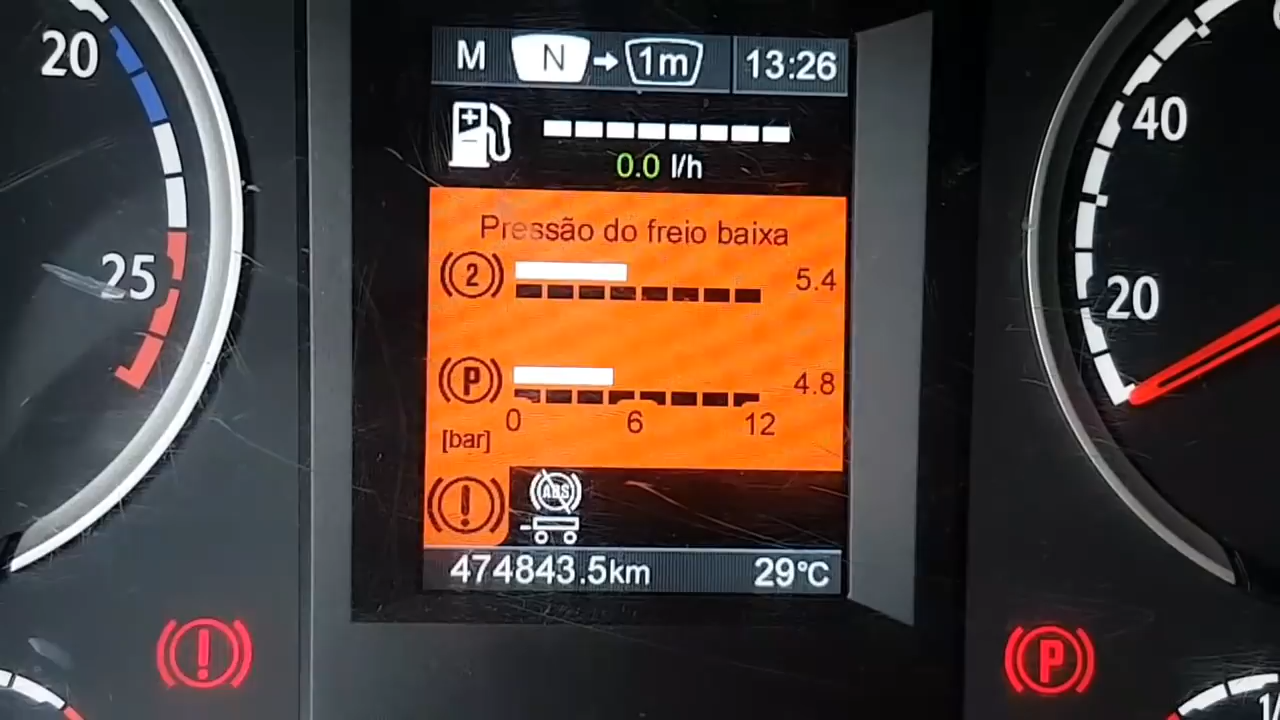 20
25
M N 1m 13:26
0.0 l/h
Pressão do freio baixa
2 5.4
P 4.8
0 6 12
[bar]
! ABS
474843.5km 29°C
40
20
!
P